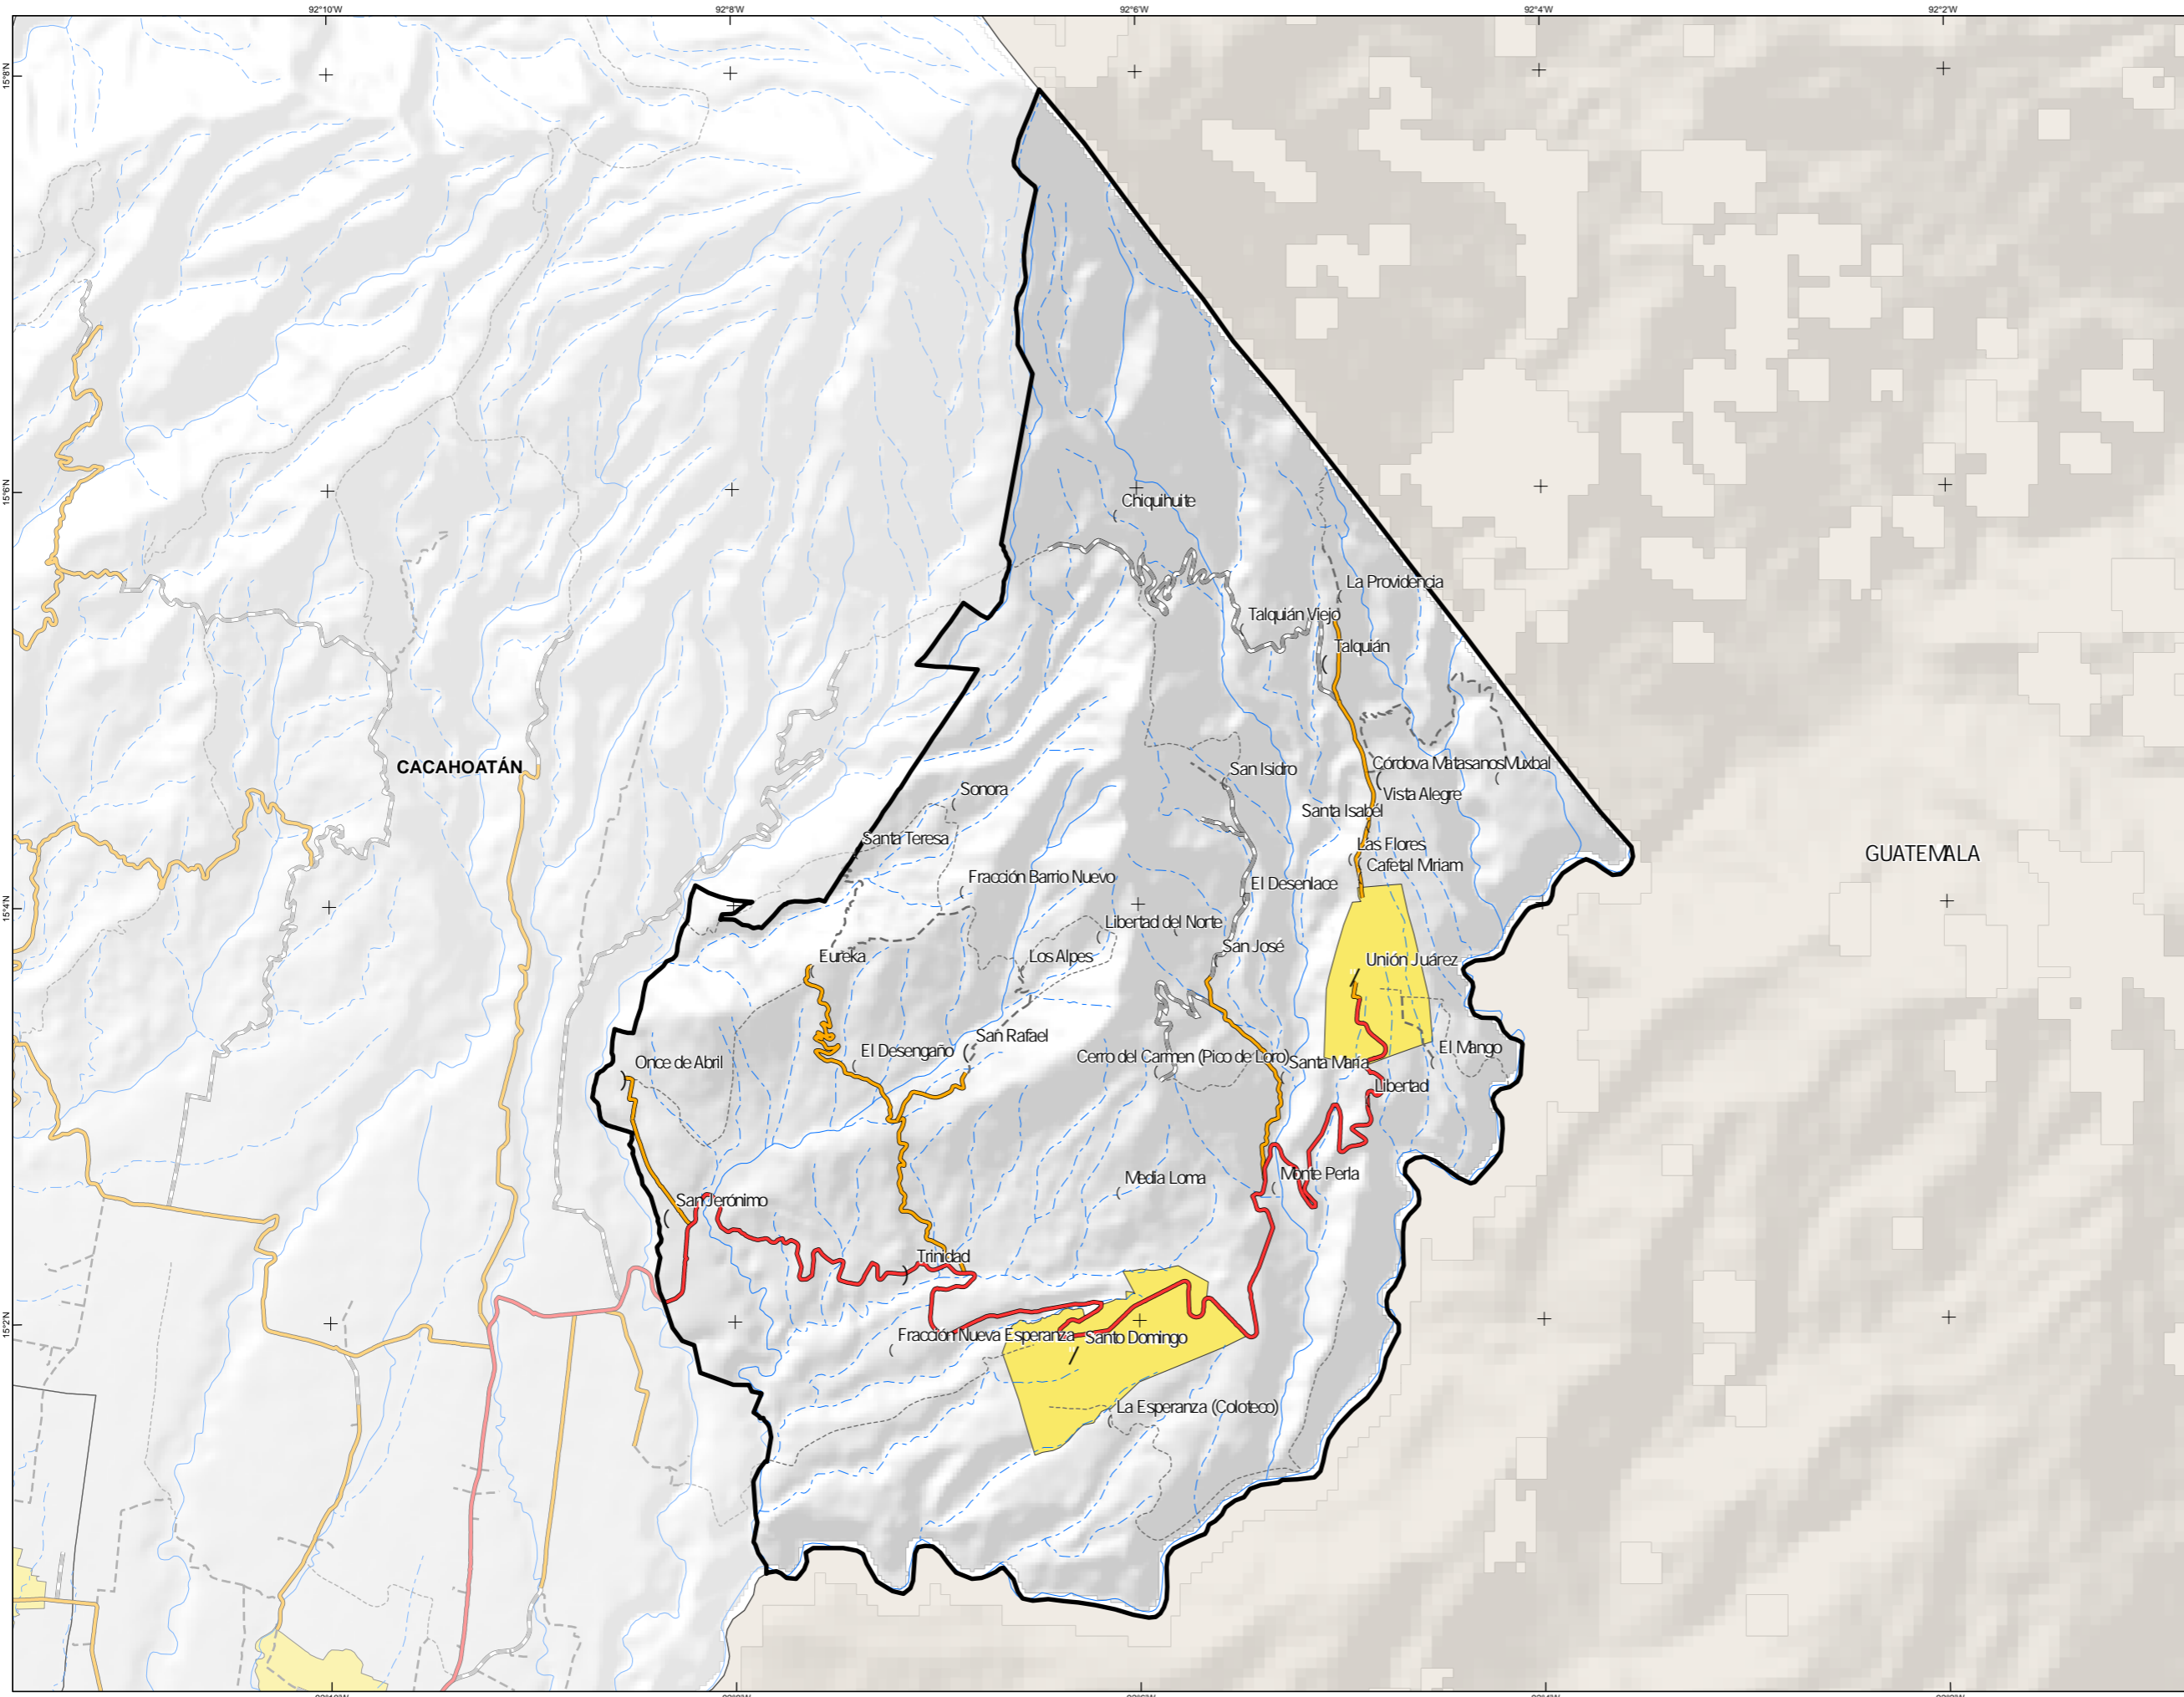 92°10'W
92°8'W
92°6'W
92°4'W
92°2'W
15°8'N
15°6'N
15°4'N
15°2'N
Chiquihuite
La Providencia
Talquián Viejo
Talquián
CACAHOATÁN
San Isidro
Córdova Matasanos
Muxbal
Sonora
Vista Alegre
Santa Isabel
Santa Teresa
Las Flores
GUATEMALA
Cafetal Miriam
Fracción Barrio Nuevo
El Desenlace
Libertad del Norte
San José
Eureka
Los Alpes
Unión Juárez
San Rafael
El Desengaño
El Mango
Once de Abril
Cerro del Carmen (Pico de Loro)
Santa María
Libertad
Monte Perla
Media Loma
San Jerónimo
Trinidad
Fracción Nueva Esperanza
Santo Domingo
La Esperanza (Coloteco)